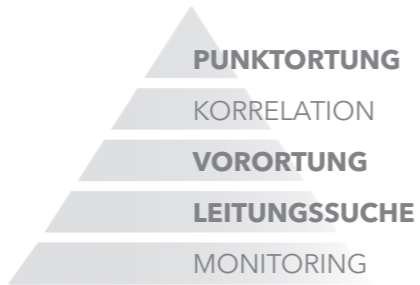 PUNKTORTUNG
KORRELATION
VORORTUNG
LEITUNGSSUCHE
MONITORING